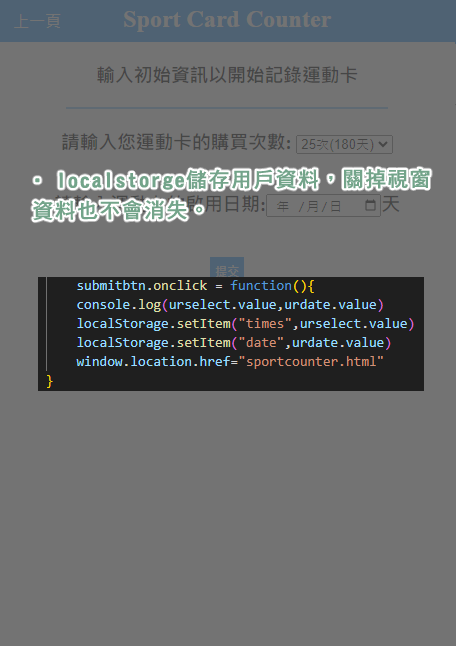 上一頁 Sport Card Counter
輸入初始資訊以開始記錄運動卡
請輸入您運動卡的購買次數: 25次(180天)
• localstorge儲存用戶資料，關掉視窗
啟用日期: 年 /月/日 天
資料也不會消失。
提交
submitbtn.onclick = function(){
console.log(urselect.value,urdate.value)
localStorage.setItem("times",urselect.value)
localStorage.setItem("date",urdate.value)
window.location.href="sportcounter.html"
}